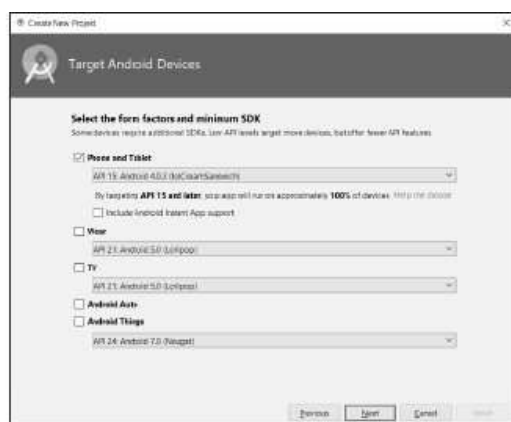 Create New Project
Target Android Devices
Select the form factors and minimum SDK
Some devices require additional SDKs. Low API levels target more devices, but offer fewer API features.
Phone and Tablet
API 15: Android 4.0.3 (IceCreamSandwich)
By targeting API 15 and later, your app will run on approximately 100% of devices. Help me choose
Include Android Instant App support
Wear
API 21: Android 5.0 (Lollipop)
TV
API 21: Android 5.0 (Lollipop)
Android Auto
Android Things
API 24: Android 7.0 (Nougat)
Previous Next Cancel